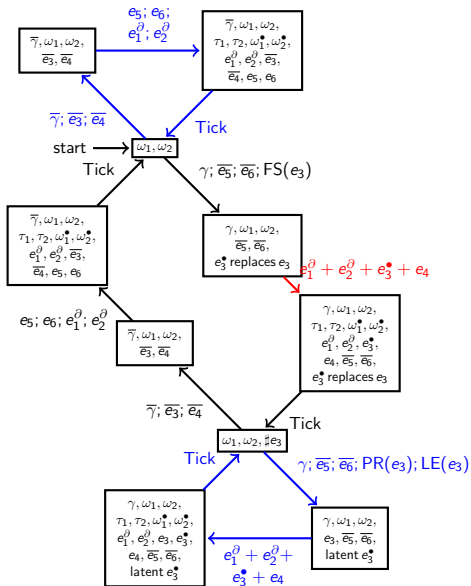 e₅; e₆;
e₁^∂; e₂^∂
γ̅, ω₁, ω₂,
e̅₃̅, e̅₄̅
γ̅, ω₁, ω₂,
τ₁, τ₂, ω₁•, ω₂•,
e₁^∂, e₂^∂, e̅₃̅,
e̅₄̅, e₅, e₆
γ̅; e̅₃̅; e̅₄̅
Tick
start
ω₁, ω₂
Tick
γ; e̅₅̅; e̅₆̅; FS(e₃)
γ̅, ω₁, ω₂,
τ₁, τ₂, ω₁•, ω₂•,
e₁^∂, e₂^∂, e̅₃̅,
e̅₄̅, e₅, e₆
γ, ω₁, ω₂,
e̅₅̅, e̅₆̅,
e₃• replaces e₃
e₁^∂ + e₂^∂ + e₃• + e₄
e₅; e₆; e₁^∂; e₂^∂
γ̅, ω₁, ω₂,
e̅₃̅, e̅₄̅
γ, ω₁, ω₂,
τ₁, τ₂, ω₁•, ω₂•,
e₁^∂, e₂^∂, e₃•,
e₄, e̅₅̅, e̅₆̅,
e₃• replaces e₃
γ̅; e̅₃̅; e̅₄̅
Tick
ω₁, ω₂, ♯e₃
Tick
γ; e̅₅̅; e̅₆̅; PR(e₃); LE(e₃)
γ, ω₁, ω₂,
τ₁, τ₂, ω₁•, ω₂•,
e₁^∂, e₂^∂, e₃, e₃•,
e₄, e̅₅̅, e̅₆̅,
latent e₃•
γ, ω₁, ω₂,
e₃, e̅₅̅, e̅₆̅,
latent e₃•
e₁^∂ + e₂^∂+
e₃• + e₄